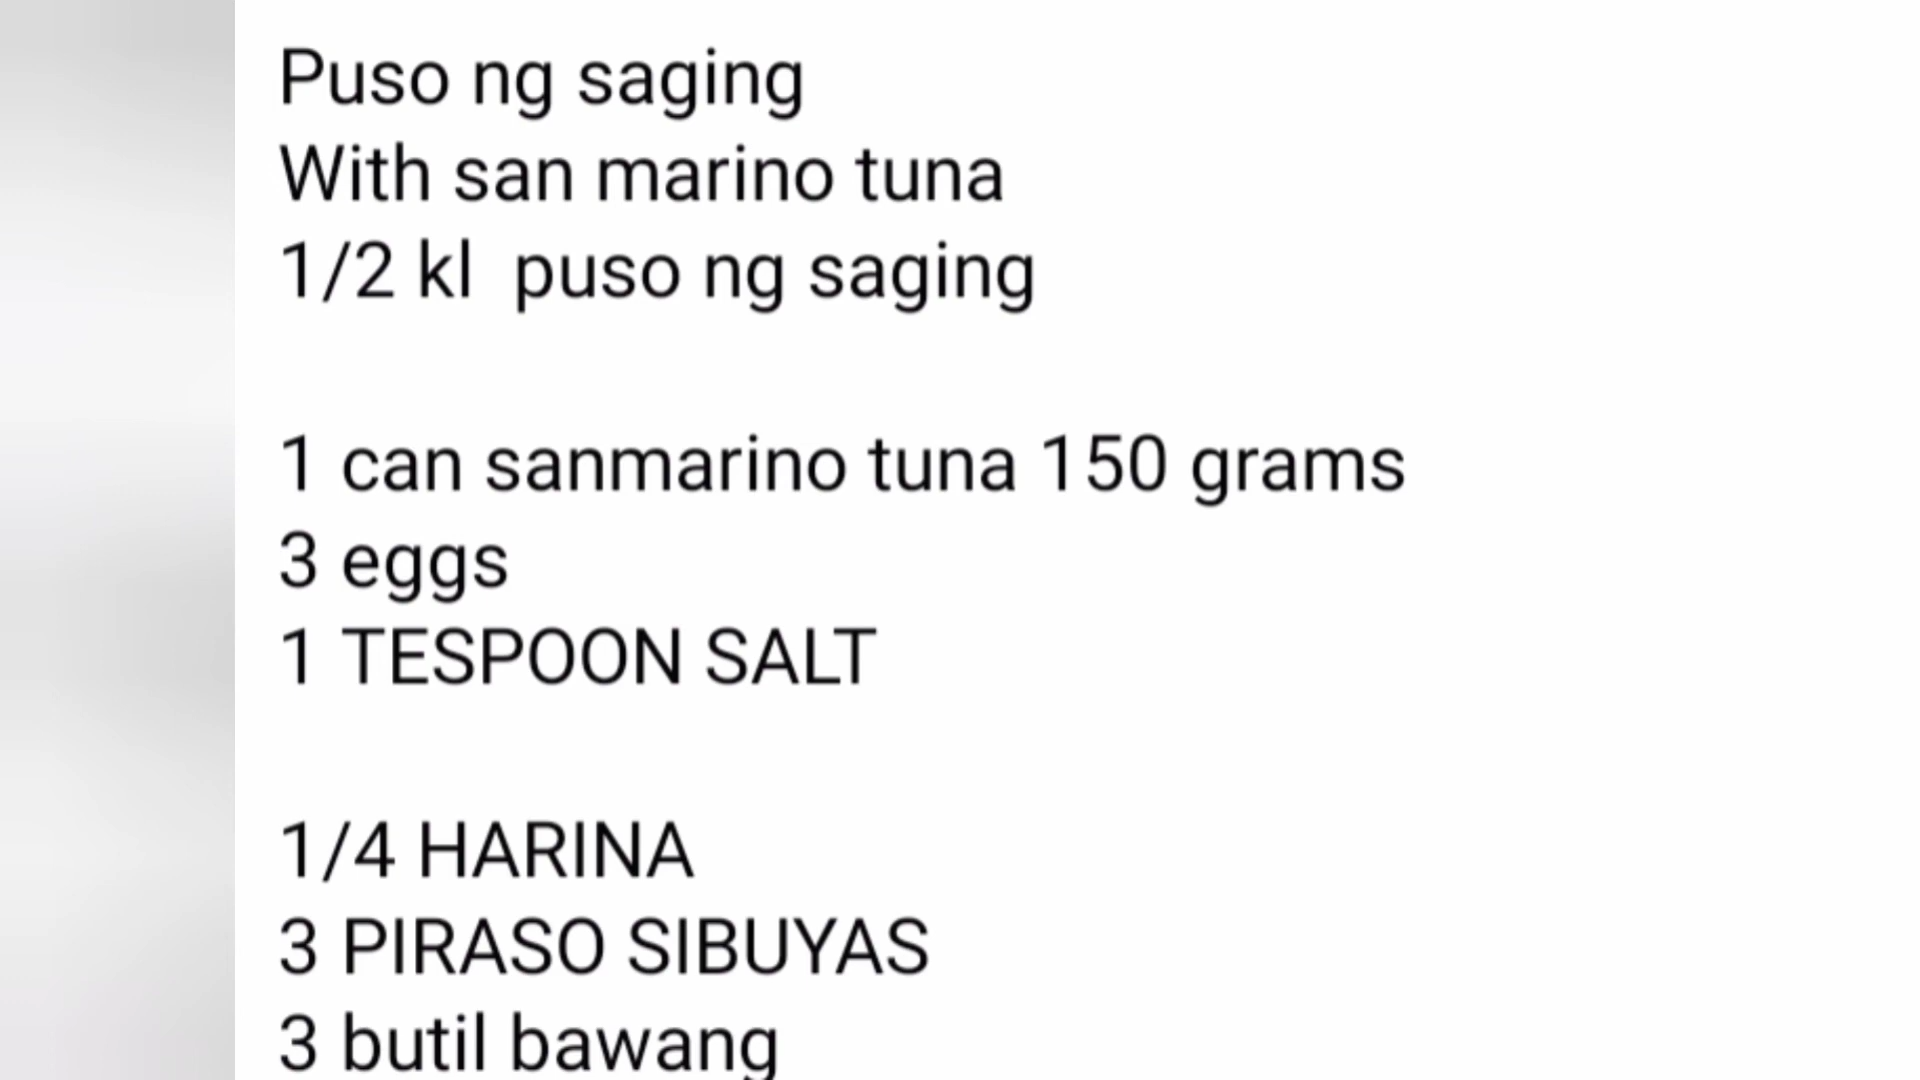 Puso ng saging
With san marino tuna
1/2 kl  puso ng saging
1 can sanmarino tuna 150 grams
3 eggs
1 TESPOON SALT
1/4 HARINA
3 PIRASO SIBUYAS
3 butil bawang